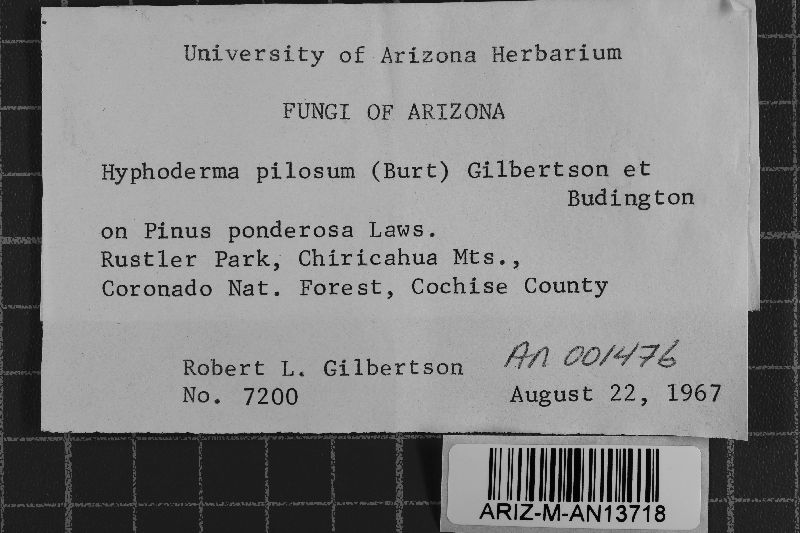 University of Arizona Herbarium
FUNGI OF ARIZONA
Hyphoderma pilosum (Burt) Gilbertson et
Budington
on Pinus ponderosa Laws.
Rustler Park, Chiricahua Mts.,
Coronado Nat. Forest, Cochise County
Robert L. Gilbertson
An 001476
No. 7200
August 22, 1967
ARIZ-M-AN13718